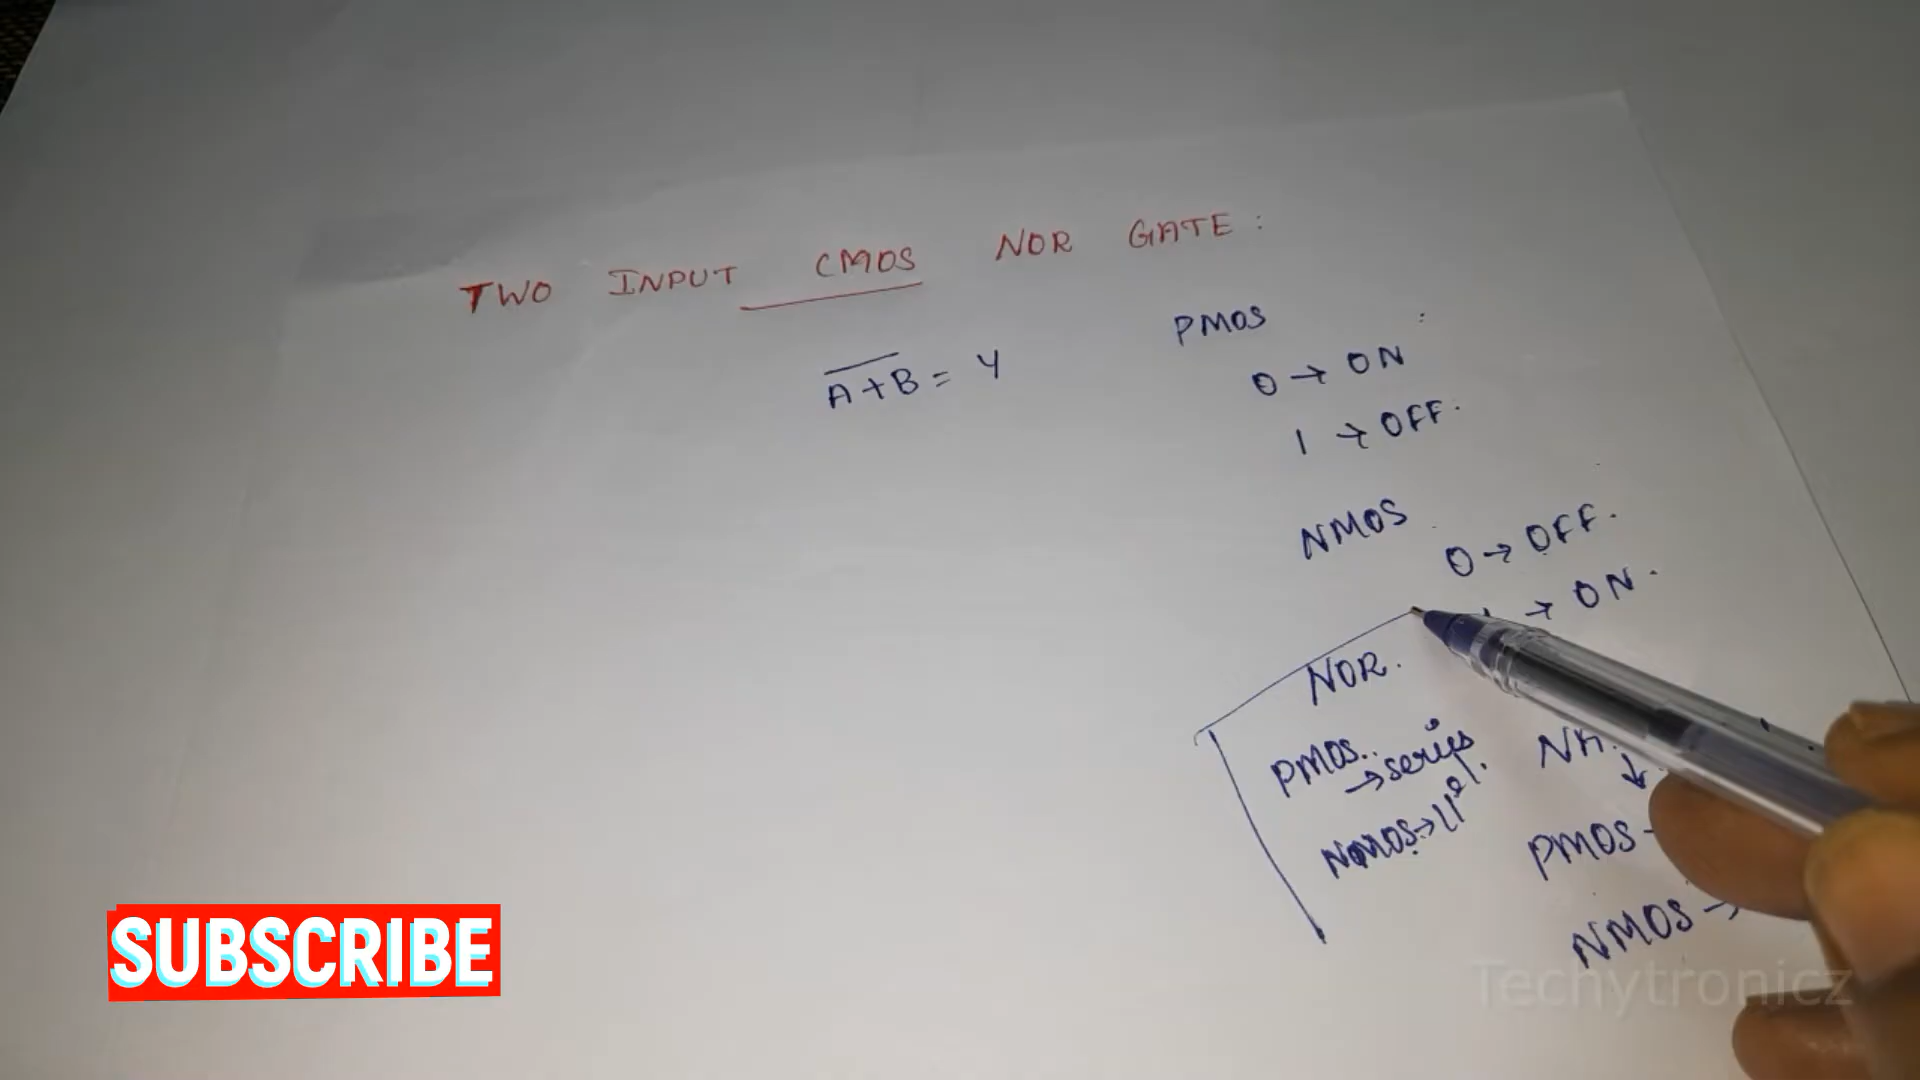 TWO INPUT CMOS NOR GATE:
A+B = Y
PMOS
0 → ON
1 → OFF.
NMOS
0 → OFF.
→ ON.
NOR.
PMOS..
→ series
NMOS → ||el.
PMOS -
NMOS →
SUBSCRIBE
Techytronicz